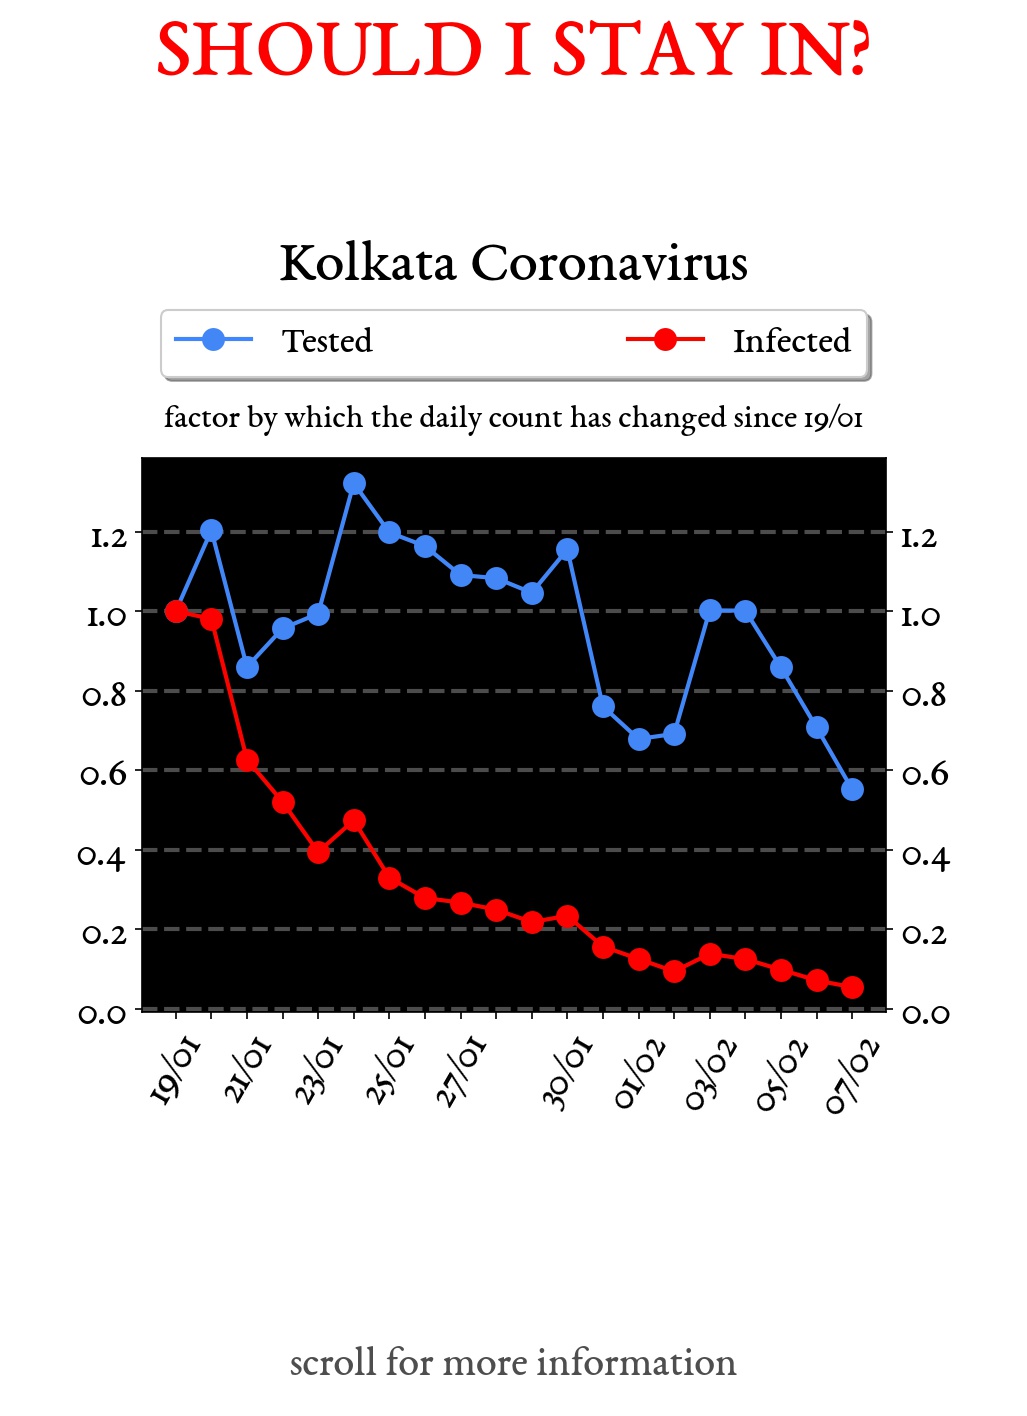 SHOULD I STAY IN?
Kolkata Coronavirus
Tested Infected
factor by which the daily count has changed since 19/01
1.2 1.2
1.0 1.0
0.8 0.8
0.6 0.6
0.4 0.4
0.2 0.2
0.0 0.0
19/01 21/01 23/01 25/01 27/01 30/01 01/02 03/02 05/02 07/02
scroll for more information